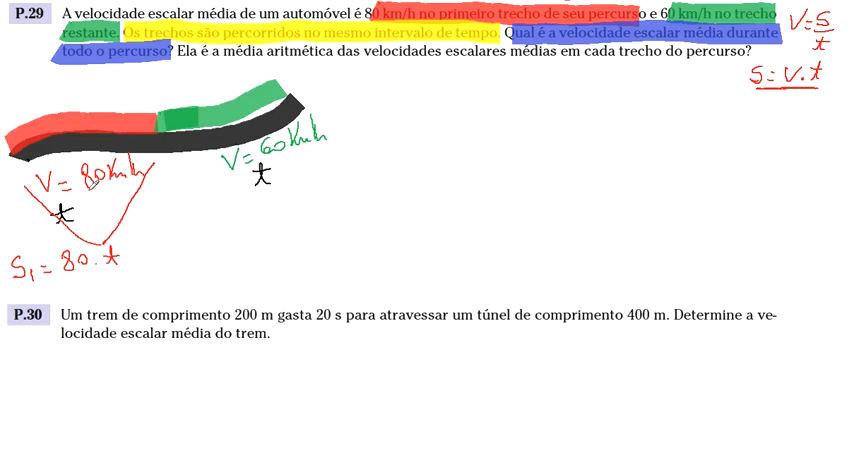 P.29 A velocidade escalar média de um automóvel é 80 km/h no primeiro trecho de seu percurso e 60 km/h no trecho
restante. Os trechos são percorridos no mesmo intervalo de tempo. Qual é a velocidade escalar média durante
todo o percurso? Ela é a média aritmética das velocidades escalares médias em cada trecho do percurso?
V = S/t
S = V . t
V = 80 Km/h
t
V = 60 Km/h
t
S₁ = 80 . t
P.30 Um trem de comprimento 200 m gasta 20 s para atravessar um túnel de comprimento 400 m. Determine a ve-
locidade escalar média do trem.